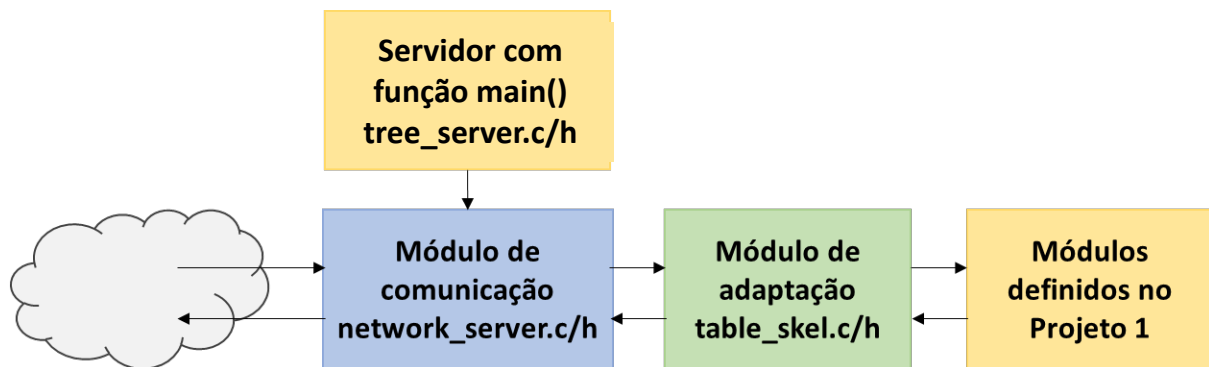 Servidor com
função main()
tree_server.c/h
Módulo de
comunicação
network_server.c/h
Módulo de
adaptação
table_skel.c/h
Módulos
definidos no
Projeto 1